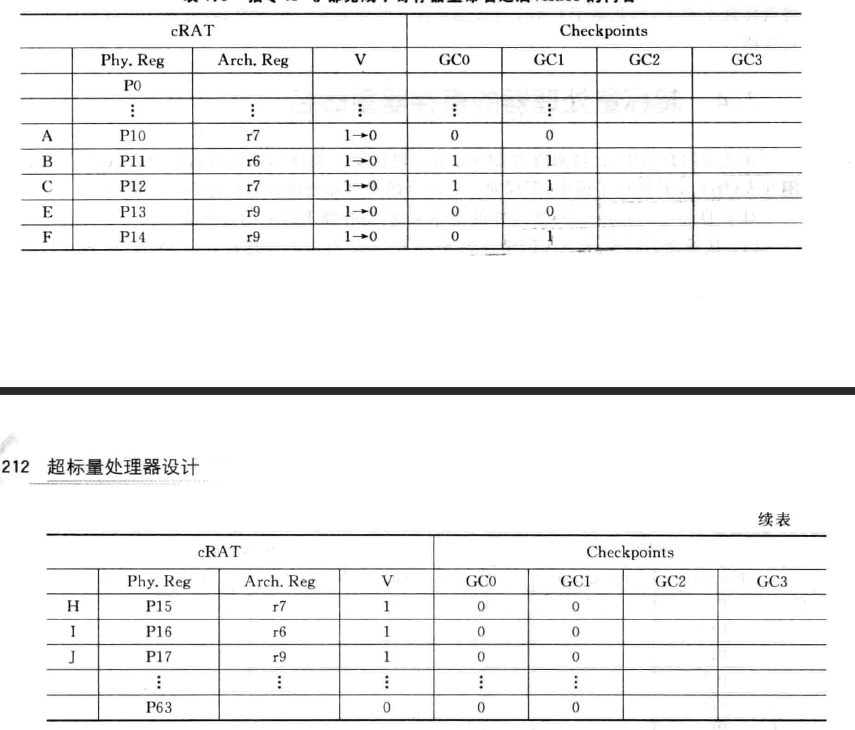 cRAT Checkpoints
Phy. Reg Arch. Reg V GC0 GC1 GC2 GC3
P0
⋮ ⋮ ⋮ ⋮ ⋮
A P10 r7 1→0 0 0
B P11 r6 1→0 1 1
C P12 r7 1→0 1 1
E P13 r9 1→0 0 0
F P14 r9 1→0 0 1
212 超标量处理器设计
续表
cRAT Checkpoints
Phy. Reg Arch. Reg V GC0 GC1 GC2 GC3
H P15 r7 1 0 0
I P16 r6 1 0 0
J P17 r9 1 0 0
⋮ ⋮ ⋮ ⋮ ⋮
P63 0 0 0